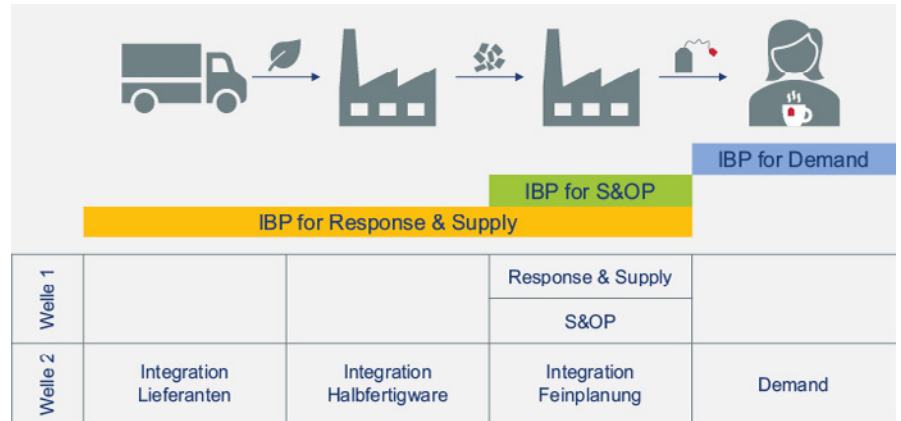 IBP for Demand
IBP for S&OP
IBP for Response & Supply
Welle 1
Response & Supply
S&OP
Welle 2
Integration
Lieferanten
Integration
Halbfertigware
Integration
Feinplanung
Demand